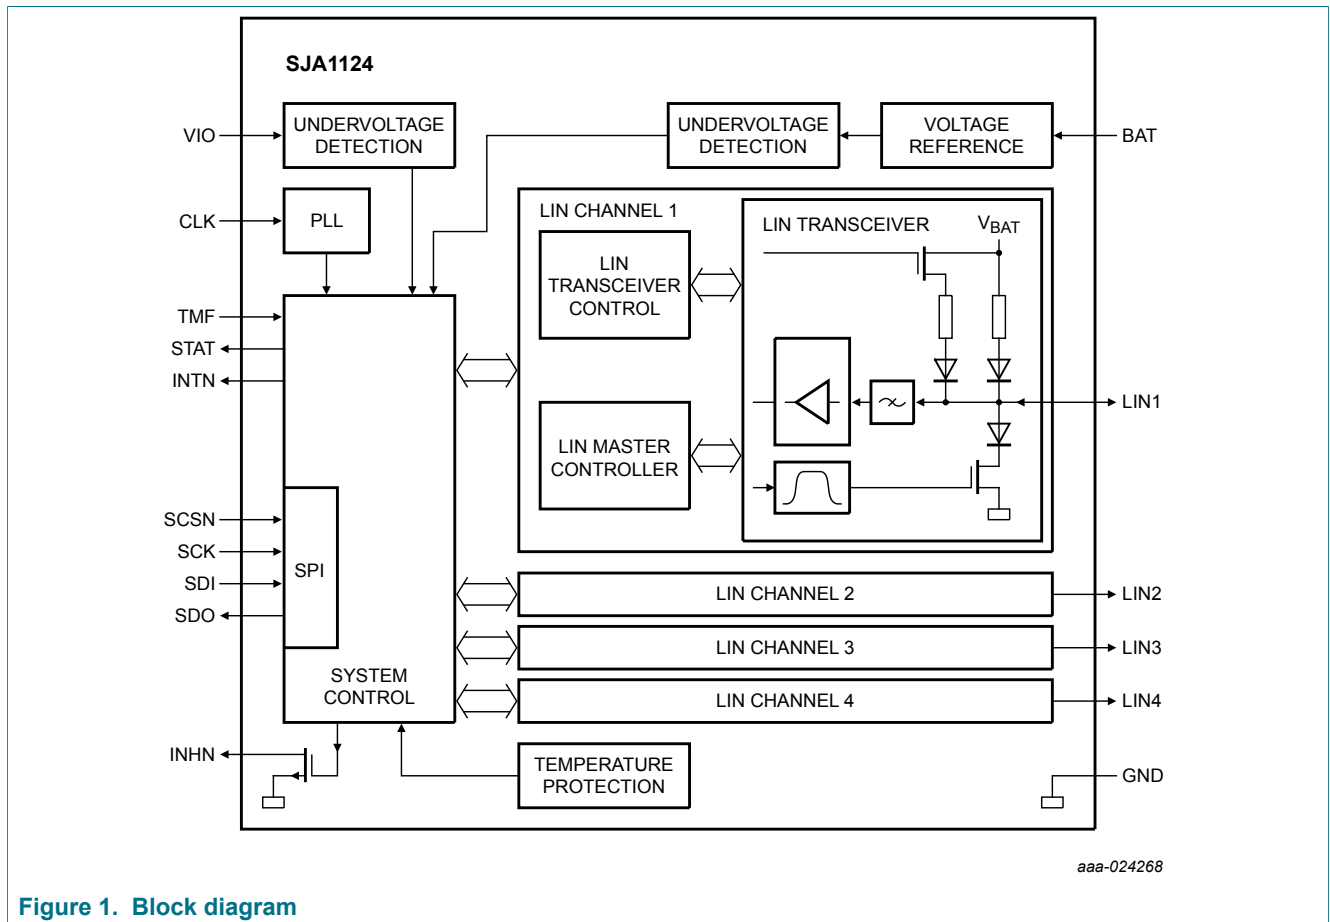 SJA1124
VIO
UNDERVOLTAGE
DETECTION
UNDERVOLTAGE
DETECTION
VOLTAGE
REFERENCE
BAT
CLK
PLL
LIN CHANNEL 1
LIN
TRANSCEIVER
CONTROL
LIN MASTER
CONTROLLER
LIN TRANSCEIVER
VBAT
LIN1
TMF
STAT
INTN
SCSN
SCK
SDI
SDO
SPI
SYSTEM
CONTROL
LIN CHANNEL 2
LIN2
LIN CHANNEL 3
LIN3
LIN CHANNEL 4
LIN4
INHN
TEMPERATURE
PROTECTION
GND
aaa-024268
Figure 1. Block diagram